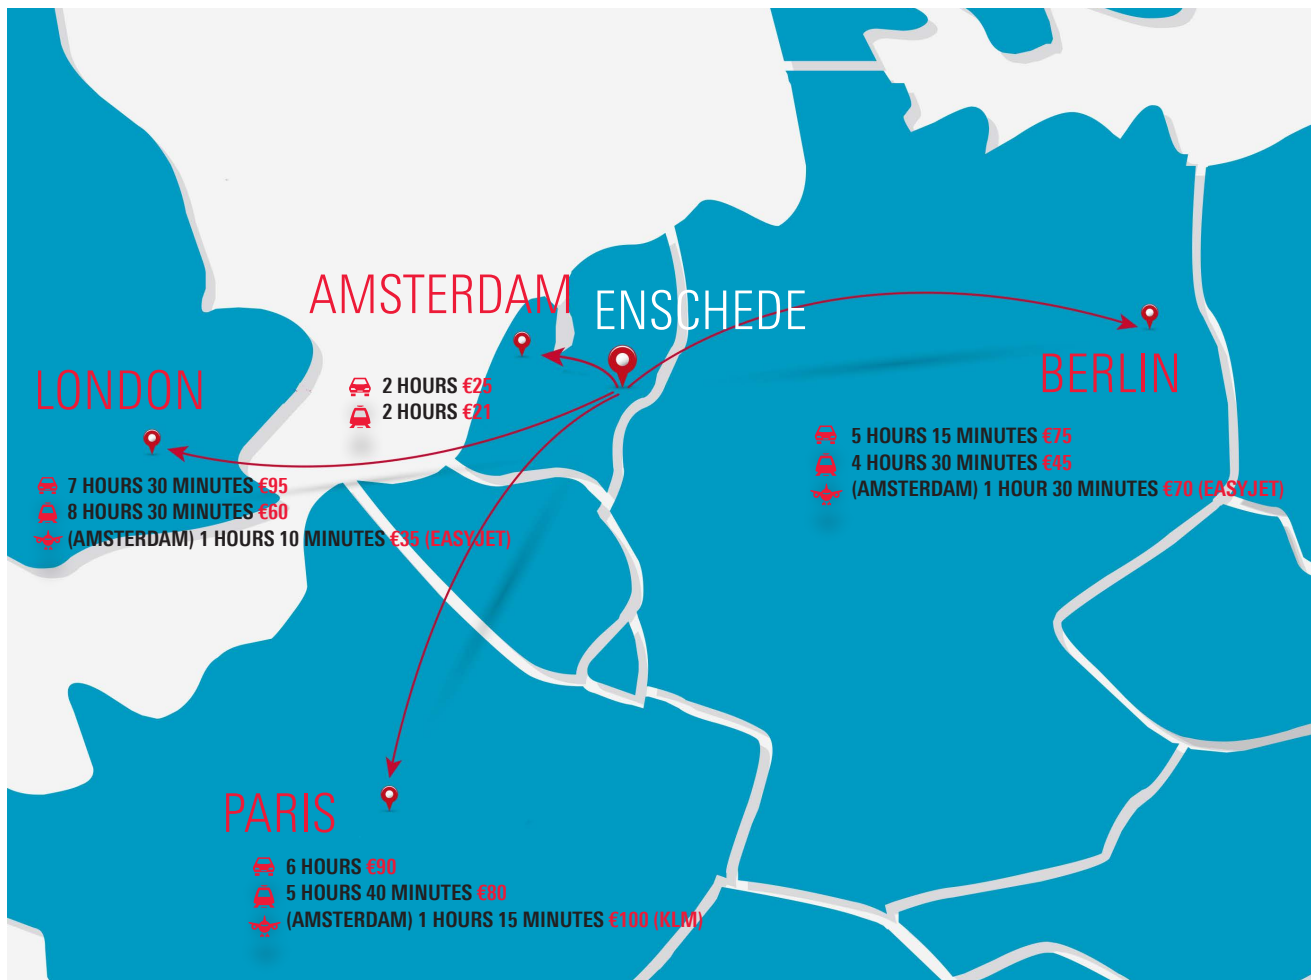 AMSTERDAM
2 HOURS €25
2 HOURS €21
ENSCHEDE
LONDON
7 HOURS 30 MINUTES €95
8 HOURS 30 MINUTES €60
(AMSTERDAM) 1 HOURS 10 MINUTES €35 (EASYJET)
BERLIN
5 HOURS 15 MINUTES €75
4 HOURS 30 MINUTES €45
(AMSTERDAM) 1 HOUR 30 MINUTES €70 (EASYJET)
PARIS
6 HOURS €90
5 HOURS 40 MINUTES €80
(AMSTERDAM) 1 HOURS 15 MINUTES €100 (KLM)